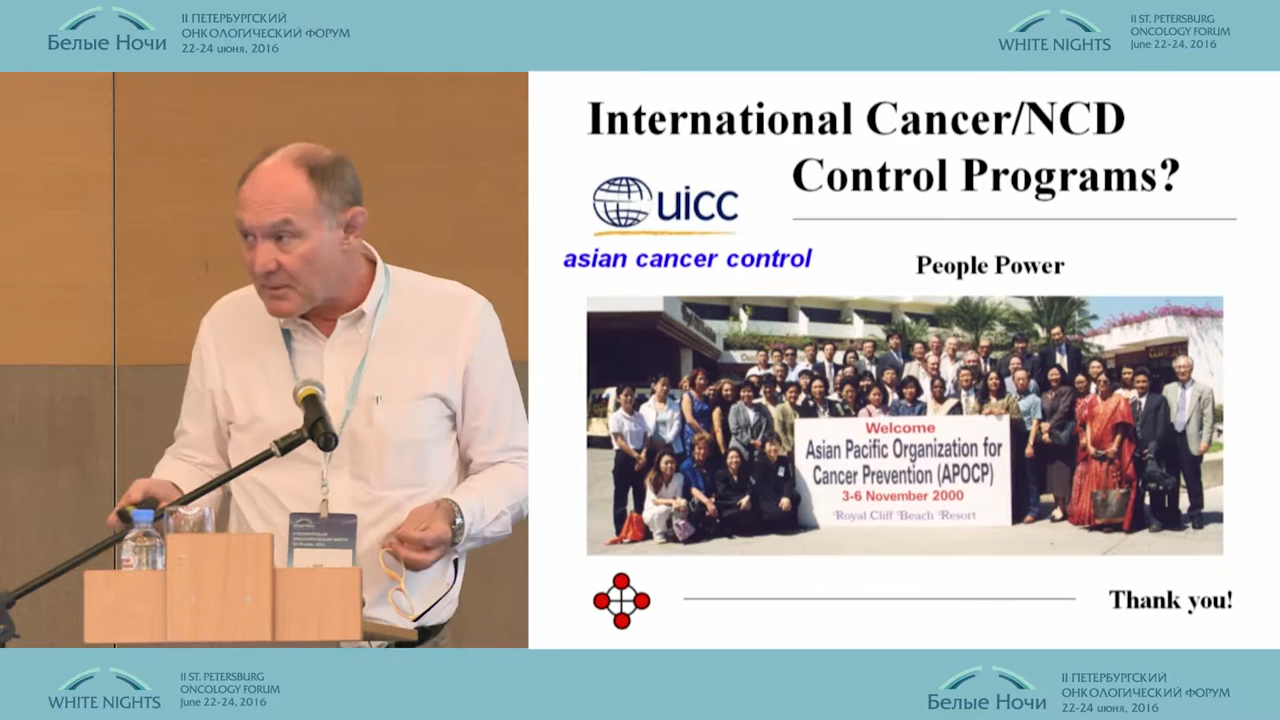 Белые Ночи
II ПЕТЕРБУРГСКИЙ
ОНКОЛОГИЧЕСКИЙ ФОРУМ
22-24 июня, 2016
WHITE NIGHTS
II ST. PETERSBURG
ONCOLOGY FORUM
June 22-24, 2016
International Cancer/NCD
Control Programs?
uicc
asian cancer control
People Power
Welcome
Asian Pacific Organization for
Cancer Prevention (APOCP)
3-6 November 2000
Royal Cliff Beach Resort
Thank you!
WHITE NIGHTS
II ST. PETERSBURG
ONCOLOGY FORUM
June 22-24, 2016
Белые Ночи
II ПЕТЕРБУРГСКИЙ
ОНКОЛОГИЧЕСКИЙ ФОРУМ
22-24 июня, 2016